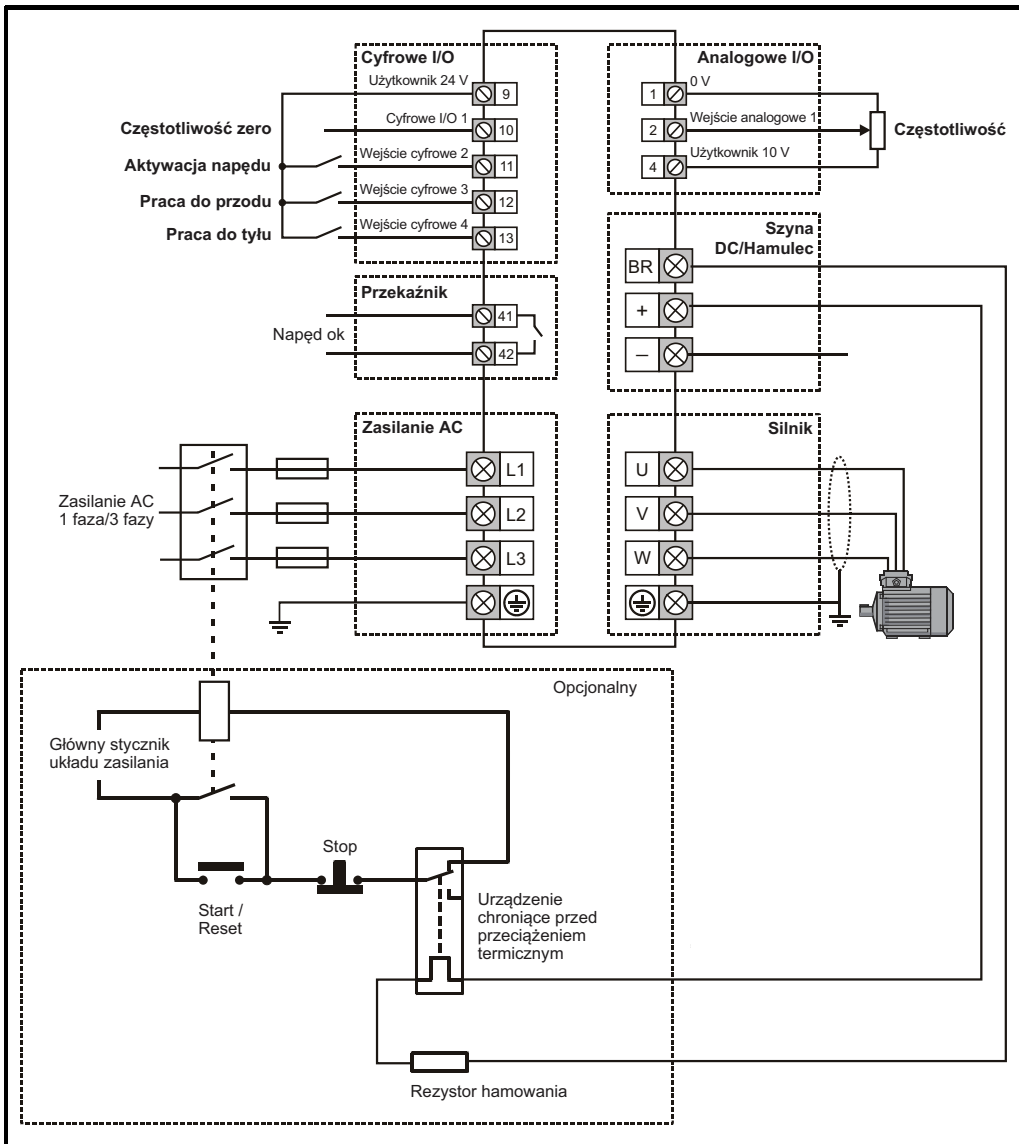 Cyfrowe I/O
Użytkownik 24 V
9
Częstotliwość zero
Cyfrowe I/O 1
10
Aktywacja napędu
Wejście cyfrowe 2
11
Praca do przodu
Wejście cyfrowe 3
12
Praca do tyłu
Wejście cyfrowe 4
13
Analogowe I/O
1
0 V
2
Wejście analogowe 1
Częstotliwość
4
Użytkownik 10 V
Przekaźnik
Napęd ok
41
42
Szyna
DC/Hamulec
BR
+
–
Zasilanie AC
Zasilanie AC
1 faza/3 fazy
L1
L2
L3
Silnik
U
V
W
Opcjonalny
Główny stycznik
układu zasilania
Start /
Reset
Stop
Urządzenie
chroniące przed
przeciążeniem
termicznym
Rezystor hamowania